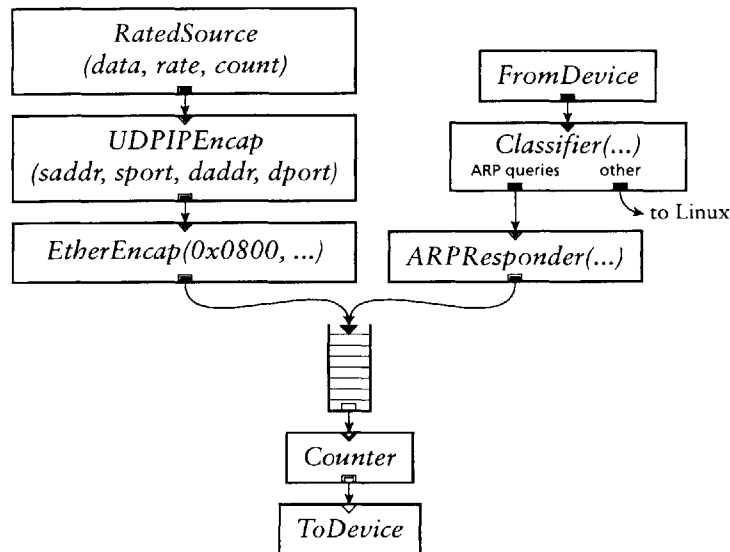 RatedSource
(data, rate, count)
FromDevice
UDPIPEncap
(saddr, sport, daddr, dport)
Classifier(...)
ARP queries other
to Linux
EtherEncap(0x0800, ...)
ARPResponder(...)
Counter
ToDevice